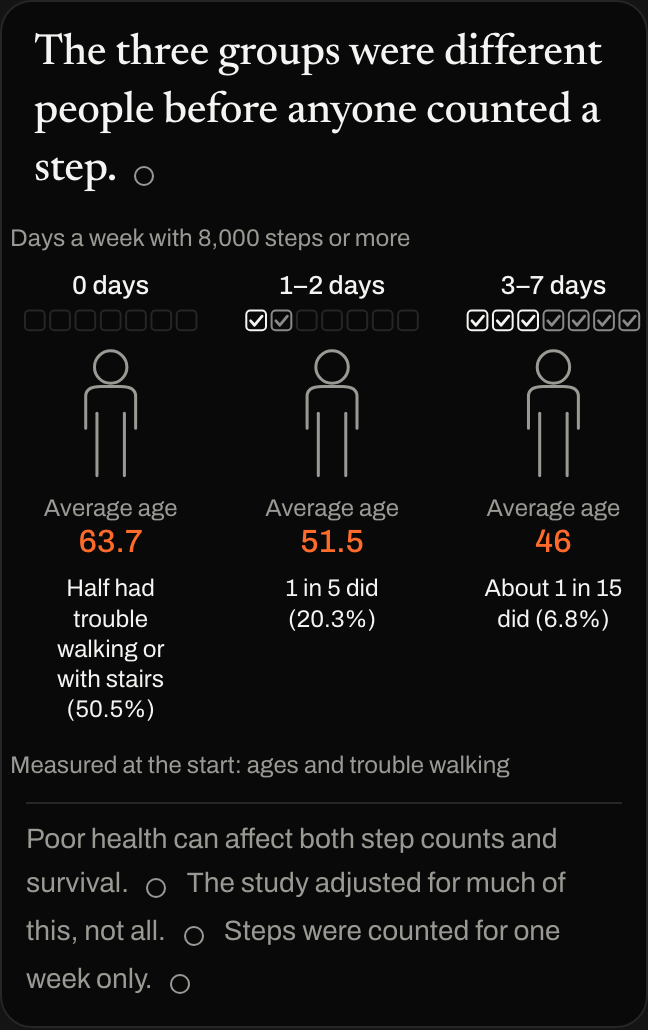 The three groups were different
people before anyone counted a
step.
Days a week with 8,000 steps or more
0 days
1–2 days
3–7 days
Average age
63.7
Half had
trouble
walking or
with stairs
(50.5%)
Average age
51.5
1 in 5 did
(20.3%)
Average age
46
About 1 in 15
did (6.8%)
Measured at the start: ages and trouble walking
Poor health can affect both step counts and
survival. The study adjusted for much of
this, not all. Steps were counted for one
week only.